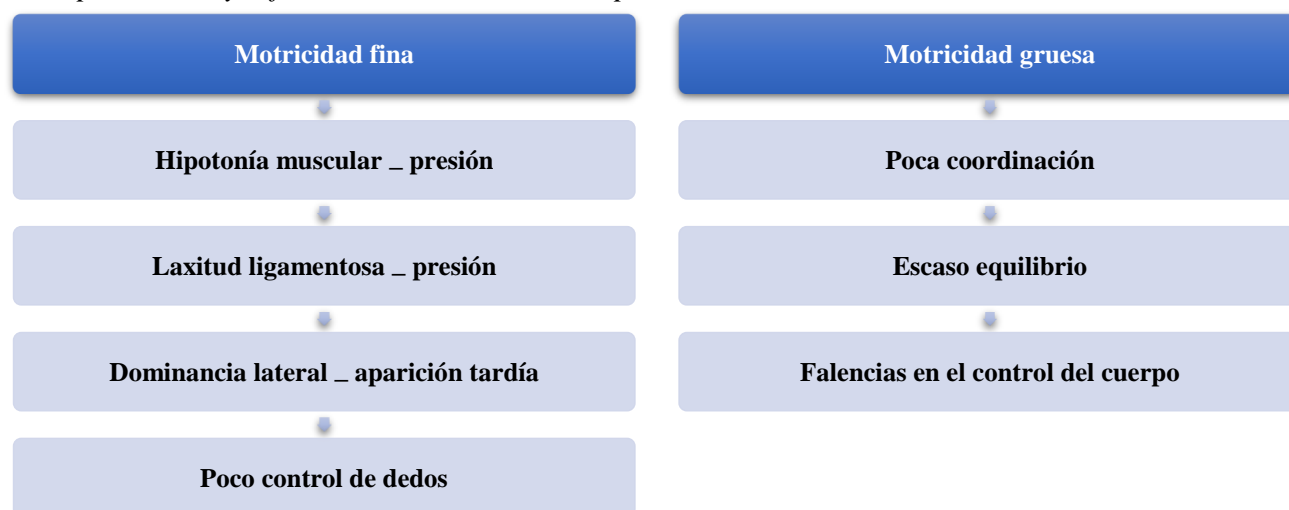 Motricidad fina
Hipotonía muscular _ presión
Laxitud ligamentosa _ presión
Dominancia lateral _ aparición tardía
Poco control de dedos
Motricidad gruesa
Poca coordinación
Escaso equilibrio
Falencias en el control del cuerpo